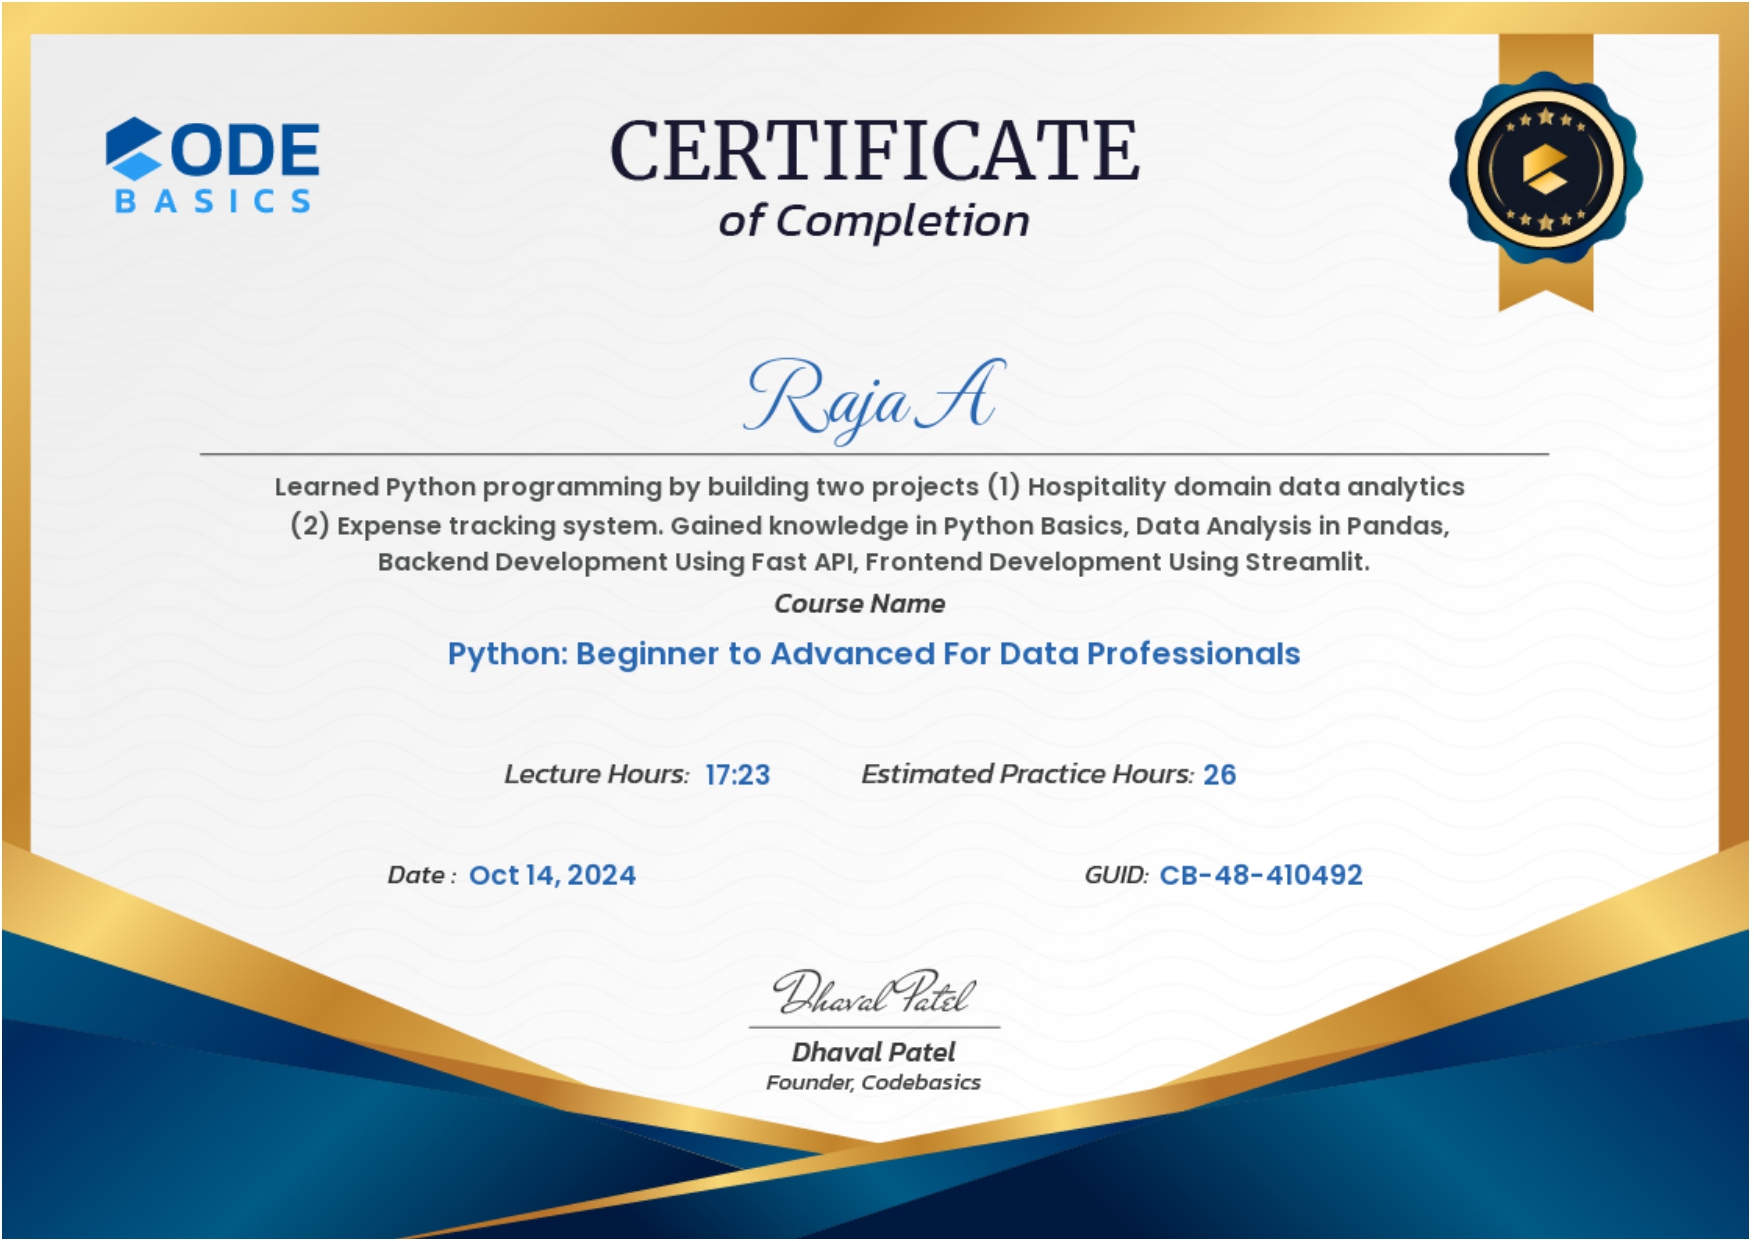 CODE
BASICS
CERTIFICATE
of Completion
Raja A
Learned Python programming by building two projects (1) Hospitality domain data analytics
(2) Expense tracking system. Gained knowledge in Python Basics, Data Analysis in Pandas,
Backend Development Using Fast API, Frontend Development Using Streamlit.
Course Name
Python: Beginner to Advanced For Data Professionals
Lecture Hours: 17:23 Estimated Practice Hours: 26
Date : Oct 14, 2024 GUID: CB-48-410492
Dhaval Patel
Dhaval Patel
Founder, Codebasics